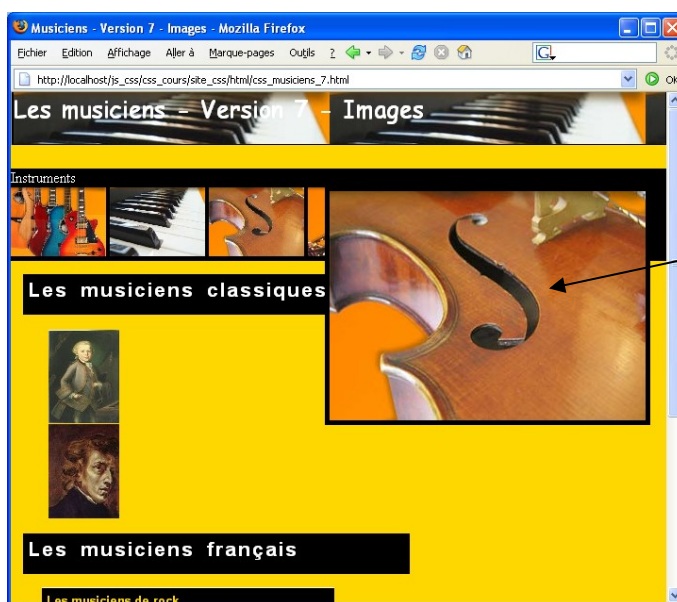 Musiciens - Version 7 - Images - Mozilla Firefox
Fichier Edition Affichage Aller à Marque-pages Outils ?
G
http://localhost/js_css/css_cours/site_css/html/css_musiciens_7.html
OK
Les musiciens - Version 7 - Images
Instruments
Les musiciens classiques
Les musiciens français
Les musiciens de rock